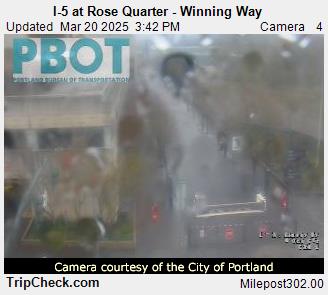 I-5 at Rose Quarter - Winning Way
Updated Mar 20 2025 3:42 PM Camera 4
PBOT
PORTLAND BUREAU OF TRANSPORTATION
Camera courtesy of the City of Portland
TripCheck.com Milepost302.00